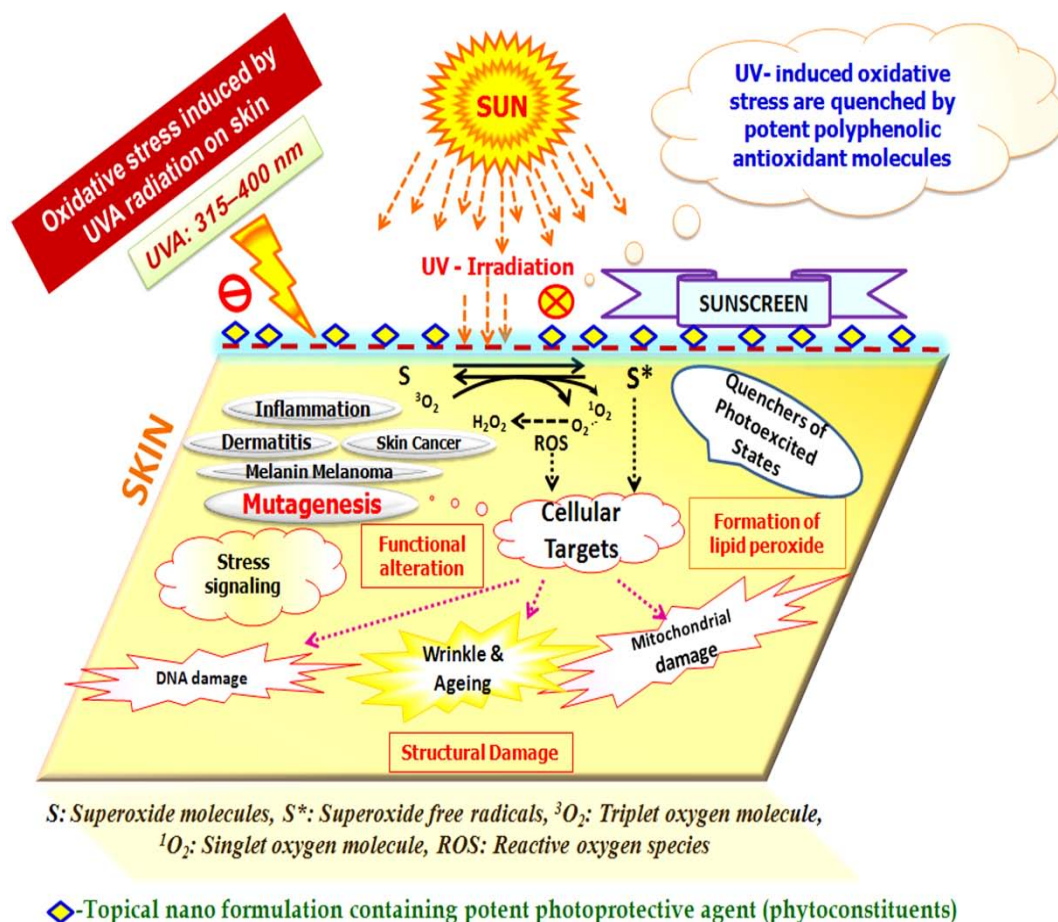 Oxidative stress induced by
UVA radiation on skin
UVA: 315–400 nm
SUN
UV- induced oxidative
stress are quenched by
potent polyphenolic
antioxidant molecules
UV - Irradiation
SUNSCREEN
SKIN
S
S*
³O₂
¹O₂
H₂O₂
O₂·⁻
ROS
Inflammation
Dermatitis
Skin Cancer
Melanin Melanoma
Mutagenesis
Quenchers of
Photoexcited
States
Cellular
Targets
Functional
alteration
Formation of
lipid peroxide
Stress
signaling
DNA damage
Wrinkle &
Ageing
Mitochondrial
damage
Structural Damage
S: Superoxide molecules, S*: Superoxide free radicals, ³O₂: Triplet oxygen molecule,
¹O₂: Singlet oxygen molecule, ROS: Reactive oxygen species
-Topical nano formulation containing potent photoprotective agent (phytoconstituents)